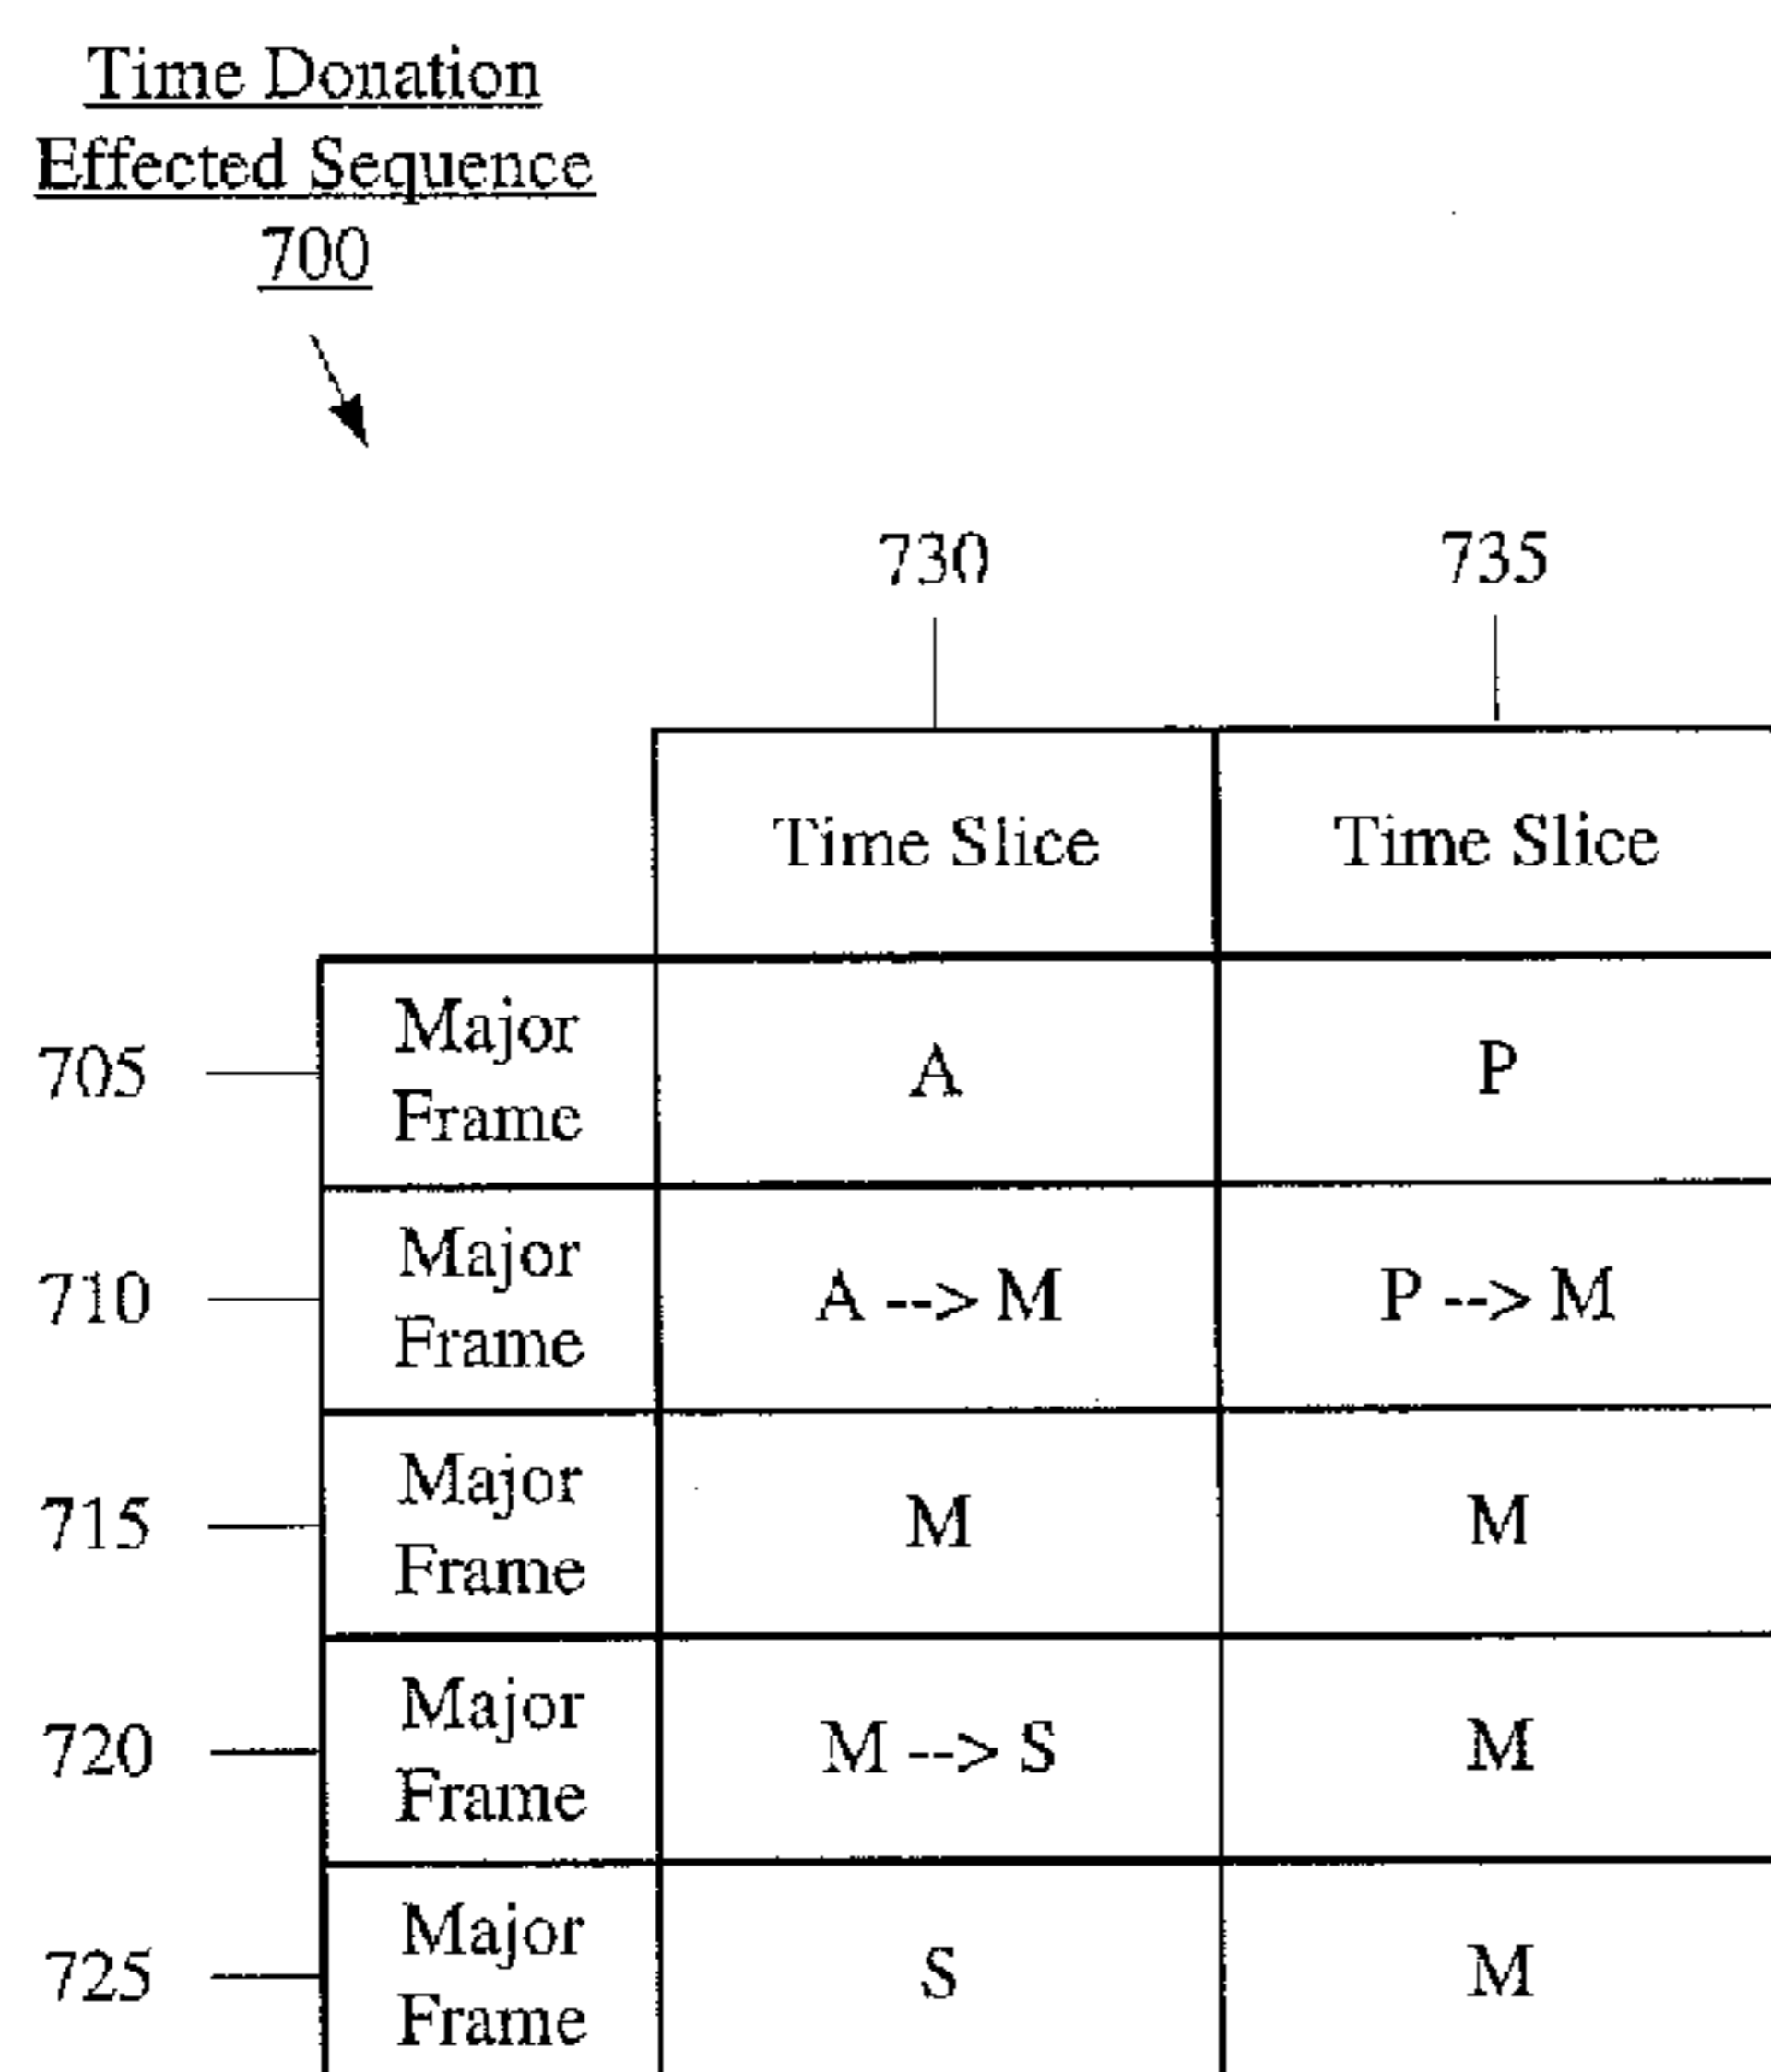 Time Donation
Effected Sequence
700
730 735
Time Slice Time Slice
705 Major Frame A P
710 Major Frame A --> M P --> M
715 Major Frame M M
720 Major Frame M --> S M
725 Major Frame S M